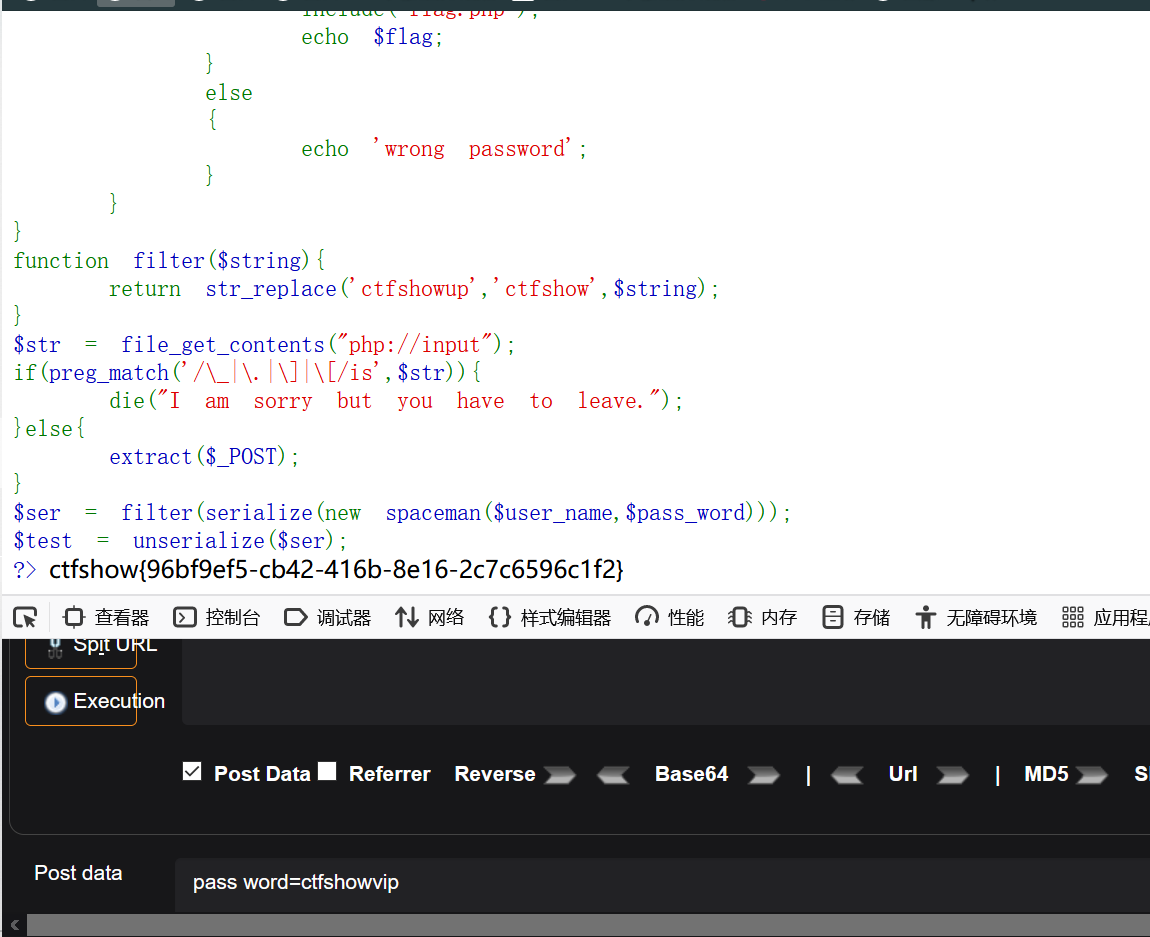 include('flag.php');
echo $flag;
}
else
{
echo 'wrong password';
}
}
}
function filter($string){
return str_replace('ctfshowup','ctfshow',$string);
}
$str = file_get_contents("php://input");
if(preg_match('/\_|\.|\]|\[/is',$str)){
die("I am sorry but you have to leave.");
}else{
extract($_POST);
}
$ser = filter(serialize(new spaceman($user_name,$pass_word)));
$test = unserialize($ser);
?> ctfshow{96bf9ef5-cb42-416b-8e16-2c7c6596c1f2}
查看器 控制台 调试器 网络 {} 样式编辑器 性能 内存 存储 无障碍环境 应用程
Split URL
Execution
Post Data Referrer Reverse Base64 | Url | MD5
Post data pass word=ctfshowvip